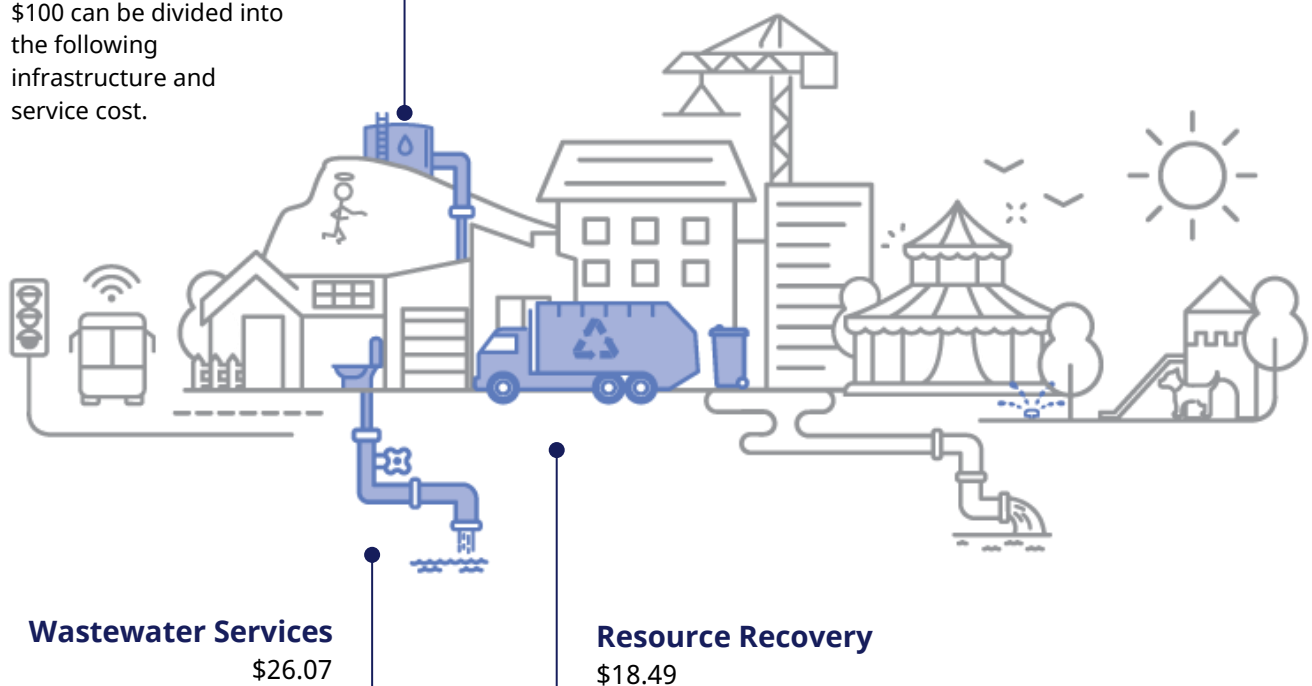 $100 can be divided into
the following
infrastructure and
service cost.
Wastewater Services
$26.07
Resource Recovery
$18.49